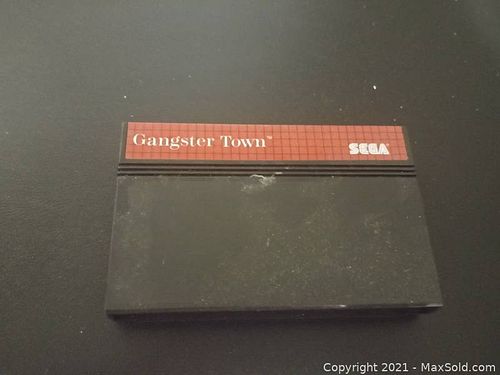 Gangster Town™
SEGA
Copyright © 2021 - MaxSold.com